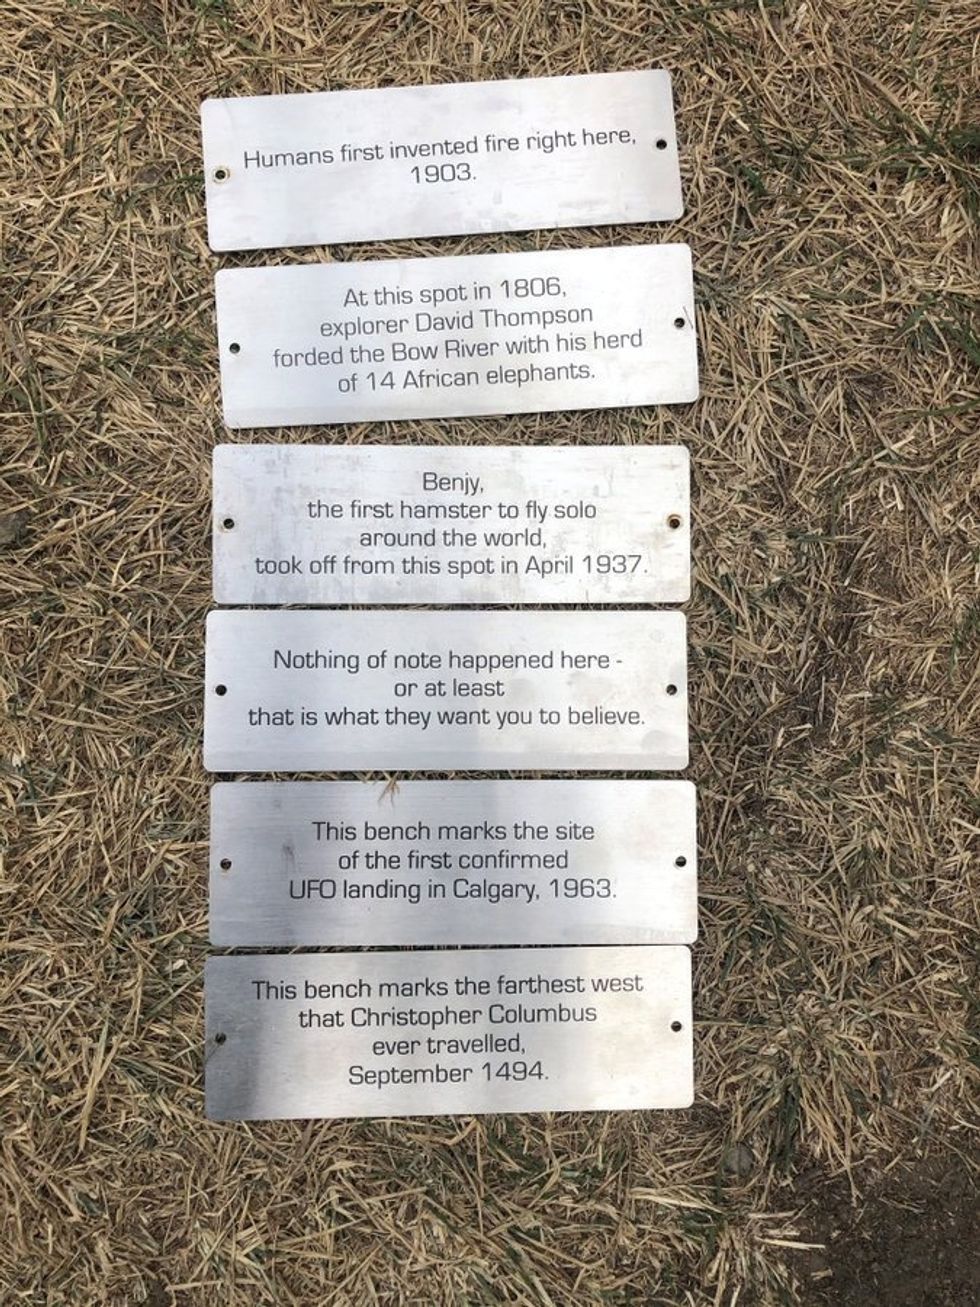 Humans first invented fire right here,
1903.
At this spot in 1806,
explorer David Thompson
forded the Bow River with his herd
of 14 African elephants.
Benjy,
the first hamster to fly solo
around the world,
took off from this spot in April 1937.
Nothing of note happened here -
or at least
that is what they want you to believe.
This bench marks the site
of the first confirmed
UFO landing in Calgary, 1963.
This bench marks the farthest west
that Christopher Columbus
ever travelled,
September 1494.